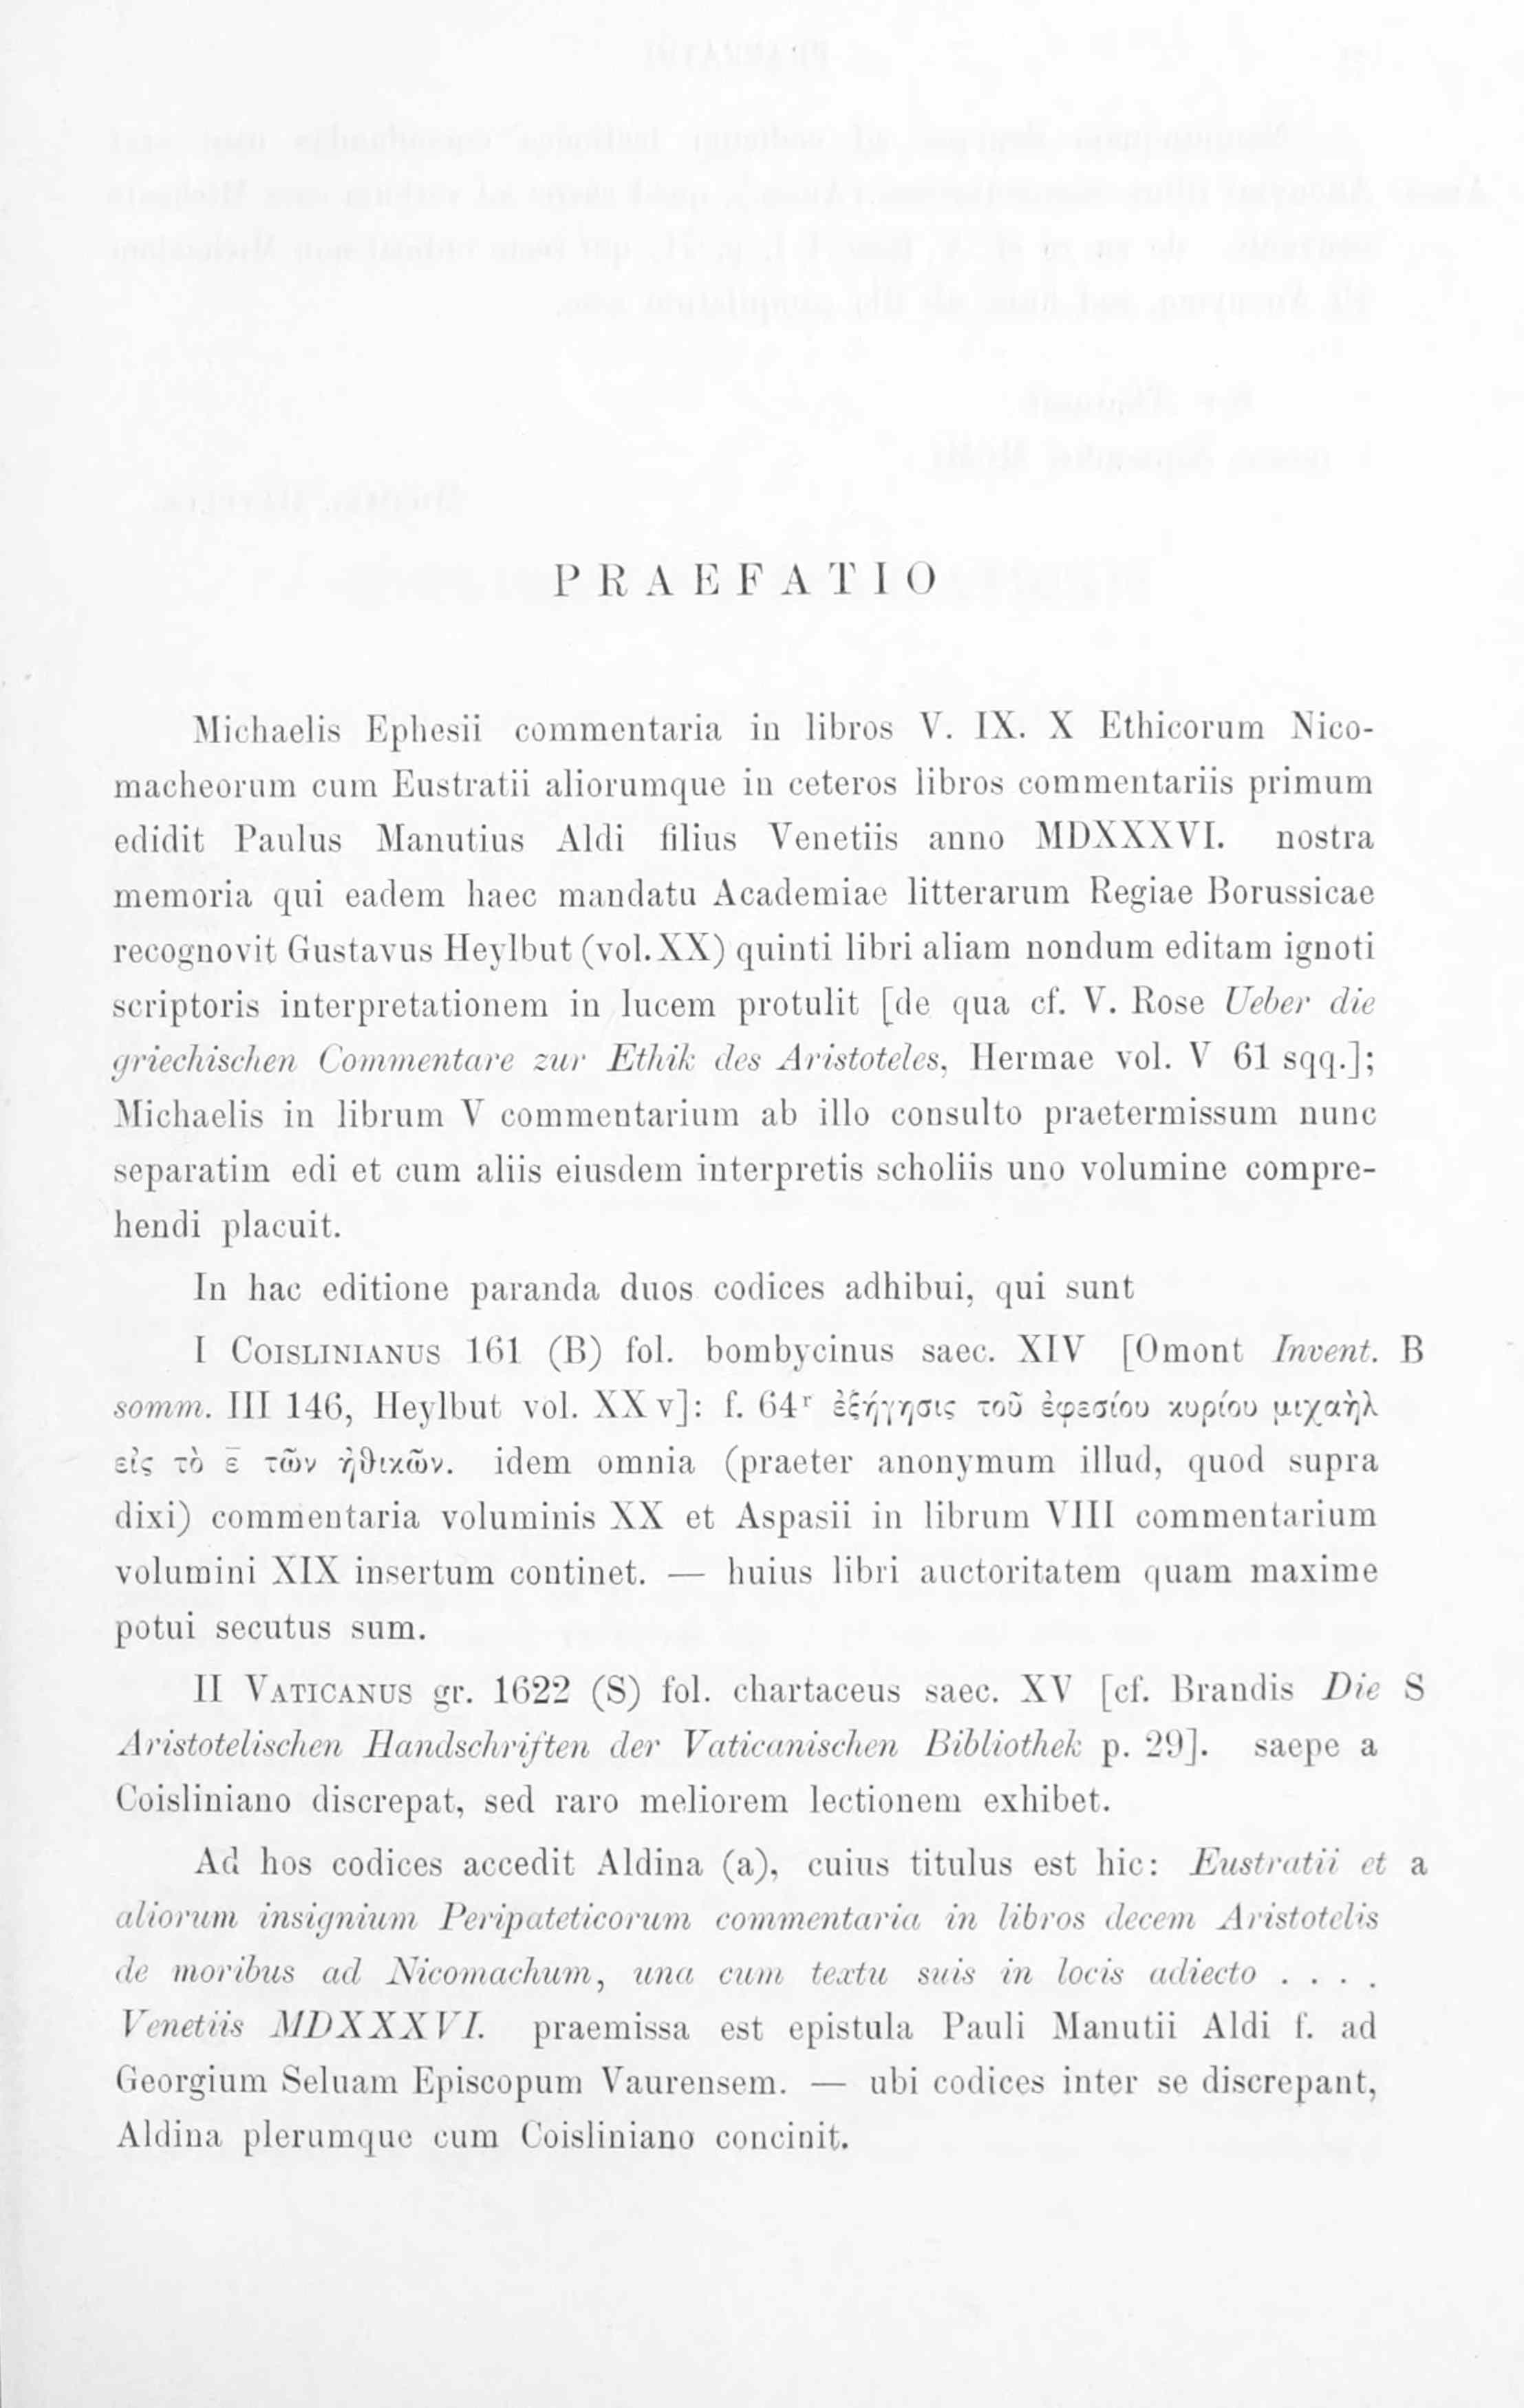 PRAEFATIO
Michaelis Ephesii commentaria in libros V. IX. X Ethicorum Nico-
macheorum cum Eustratii aliorumque in ceteros libros commentariis primum
edidit Paulus Manutius Aldi filius Venetiis anno MDXXXVI. nostra
memoria qui eadem haec mandatu Academiae litterarum Regiae Borussicae
recognovit Gustavus Heylbut (vol. XX) quinti libri aliam nondum editam ignoti
scriptoris interpretationem in lucem protulit [de qua cf. V. Rose Ueber die
griechischen Commentare zur Ethik des Aristoteles, Hermae vol. V 61 sqq.];
Michaelis in librum V commentarium ab illo consulto praetermissum nunc
separatim edi et cum aliis eiusdem interpretis scholiis uno volumine compre-
hendi placuit.
In hac editione paranda duos codices adhibui, qui sunt
I COISLINIANUS 161 (B) fol. bombycinus saec. XIV [Omont Invent. B
somm. III 146, Heylbut vol. XX v]: f. 64r ἐξήγησις τοῦ ἐφεσίου κυρίου μιχαὴλ
εἰς τὸ ε̄ τῶν ἠθικῶν. idem omnia (praeter anonymum illud, quod supra
dixi) commentaria voluminis XX et Aspasii in librum VIII commentarium
volumini XIX insertum continet. — huius libri auctoritatem quam maxime
potui secutus sum.
II VATICANUS gr. 1622 (S) fol. chartaceus saec. XV [cf. Brandis Die S
Aristotelischen Handschriften der Vaticanischen Bibliothek p. 29]. saepe a
Coisliniano discrepat, sed raro meliorem lectionem exhibet.
Ad hos codices accedit Aldina (a), cuius titulus est hic: Eustratii et a
aliorum insignium Peripateticorum commentaria in libros decem Aristotelis
de moribus ad Nicomachum, una cum textu suis in locis adiecto . . . .
Venetiis MDXXXVI. praemissa est epistula Pauli Manutii Aldi f. ad
Georgium Seluam Episcopum Vaurensem. — ubi codices inter se discrepant,
Aldina plerumque cum Coisliniano concinit.